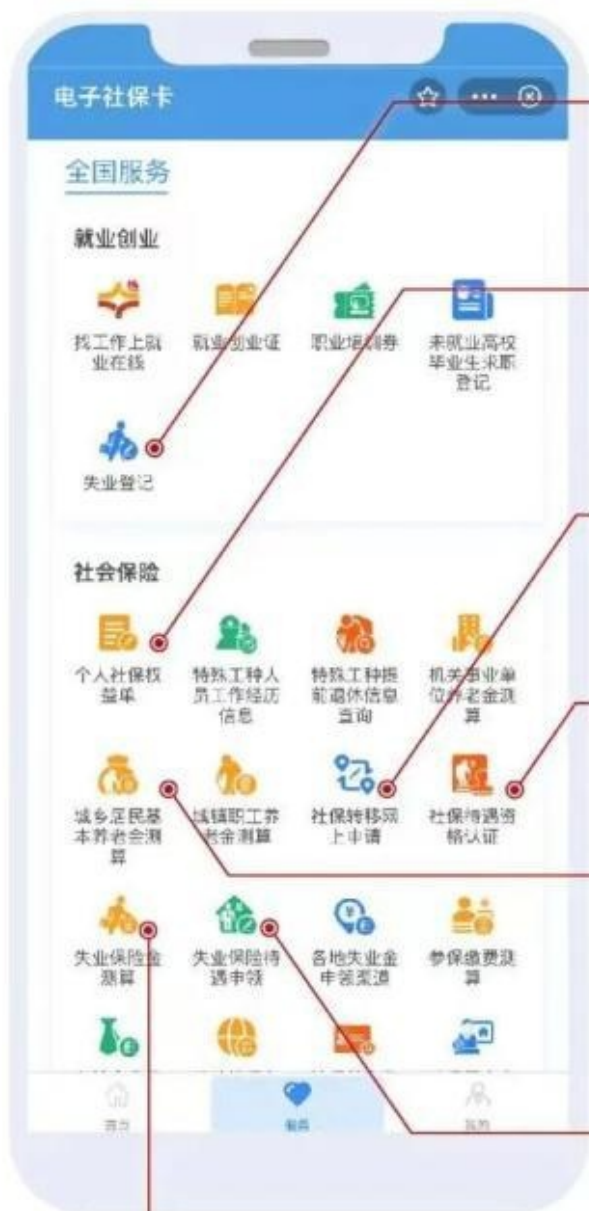 电子社保卡
全国服务
就业创业
找工作上就
业在线
就业创业证
职业培训券
未就业高校
毕业生求职
登记
失业登记
社会保险
个人社保权
益单
特殊工种人
员工作经历
信息
特殊工种提
前退休信息
查询
机关事业单
位养老金测
算
城乡居民基
本养老金测
算
城镇职工养
老金测算
社保转移网
上申请
社保待遇资
格认证
失业保险金
测算
失业保险待
遇申领
各地失业金
申领渠道
参保缴费测
算
首页
服务
我的